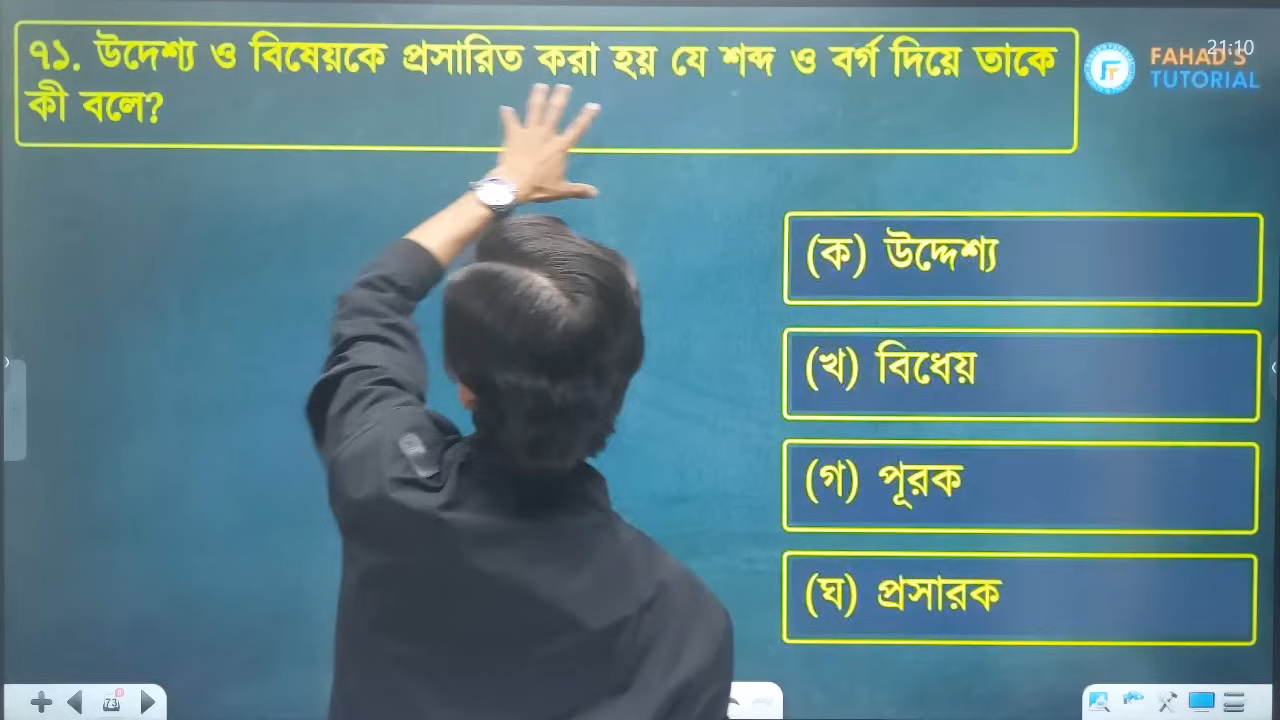 ৭১. উদেশ্য ও বিষেয়কে প্রসারিত করা হয় যে শব্দ ও বর্গ দিয়ে তাকে
কী বলে?
21:10
FAHAD'S
TUTORIAL
(ক) উদ্দেশ্য
(খ) বিধেয়
(গ) পূরক
(ঘ) প্রসারক
73